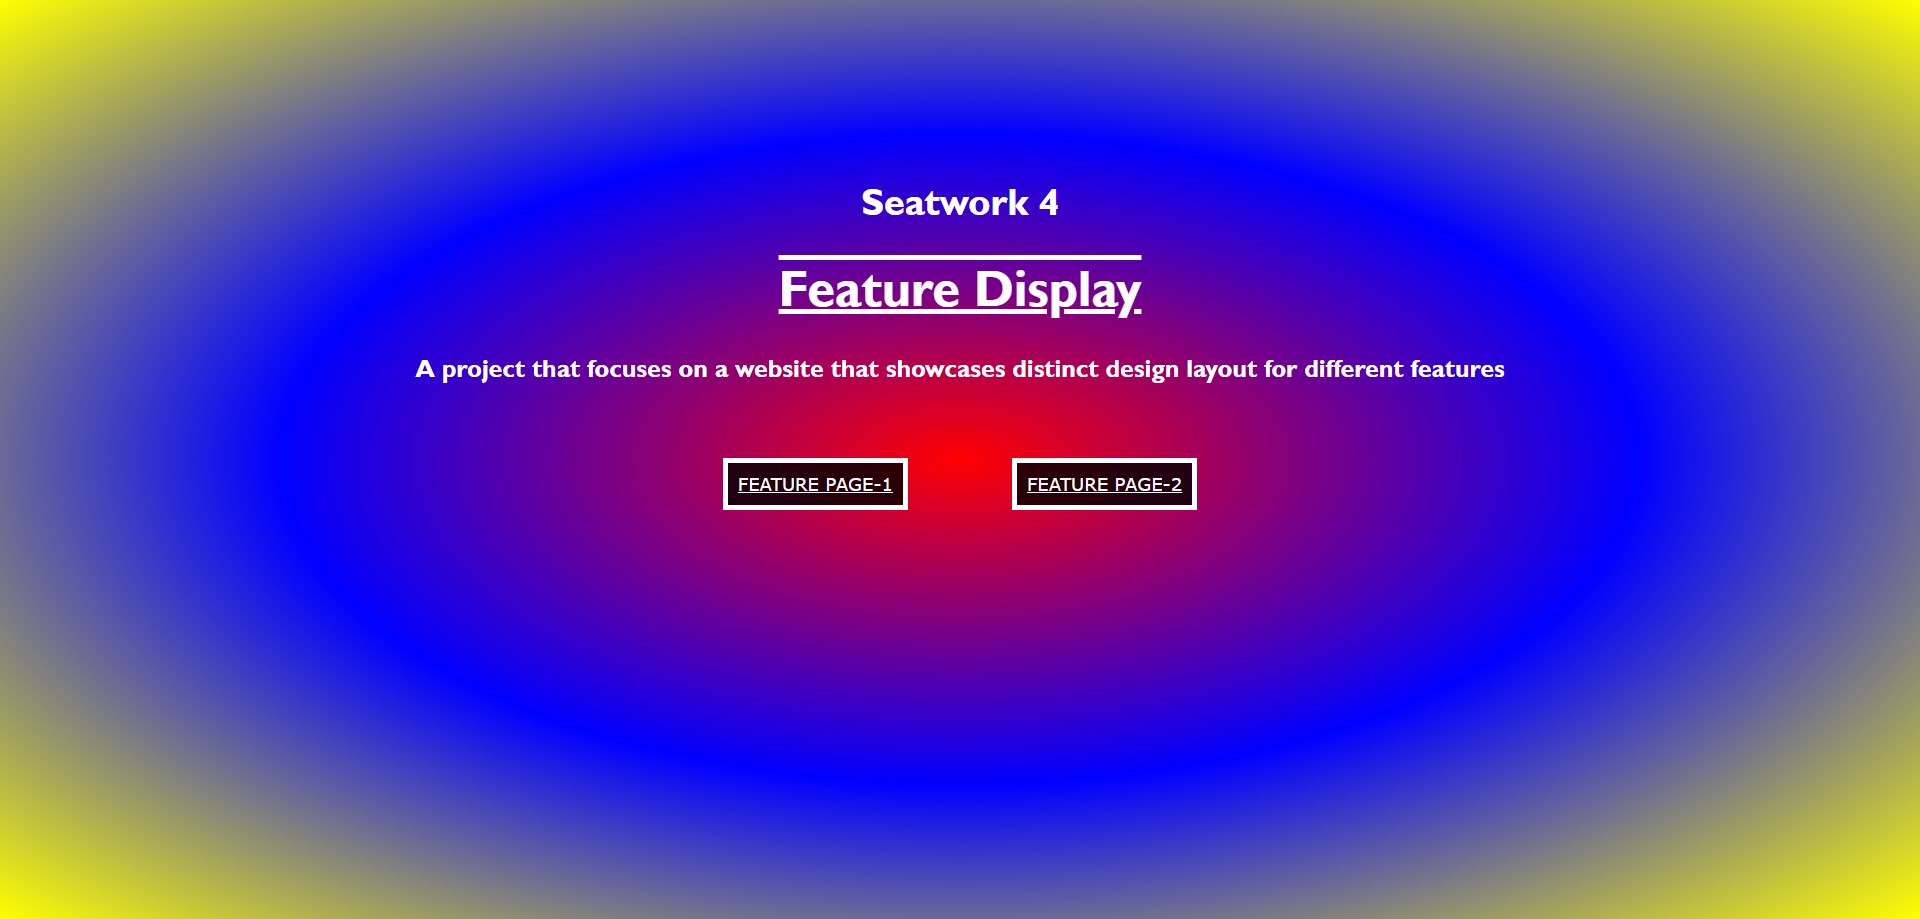 Seatwork 4
Feature Display
A project that focuses on a website that showcases distinct design layout for different features
FEATURE PAGE-1
FEATURE PAGE-2